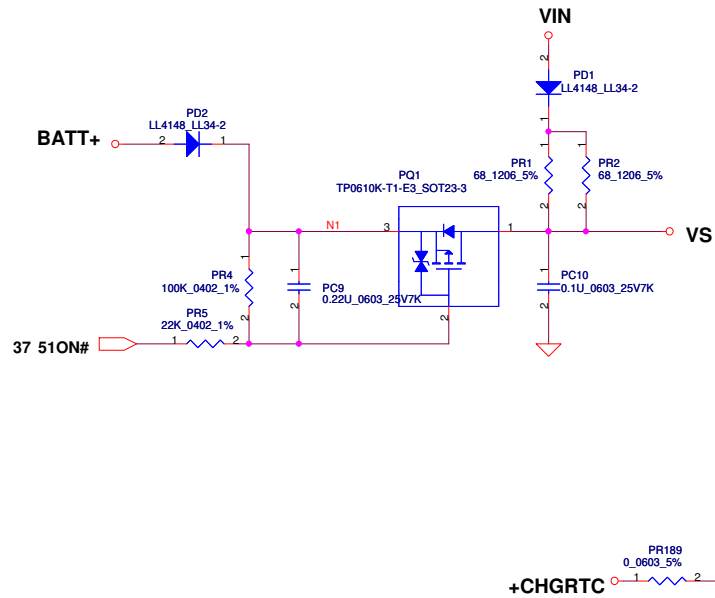 VIN
2
PD1
LL4148_LL34-2
1
PD2
LL4148_LL34-2
BATT+
2
1
1
1
PR1
68_1206_5%
PR2
68_1206_5%
2
2
PQ1
TP0610K-T1-E3_SOT23-3
N1
3
1
VS
2
1
PR4
100K_0402_1%
2
1
PC9
0.22U_0603_25V7K
2
1
PC10
0.1U_0603_25V7K
2
PR5
22K_0402_1%
37 51ON#
1
2
PR189
0_0603_5%
+CHGRTC
1
2